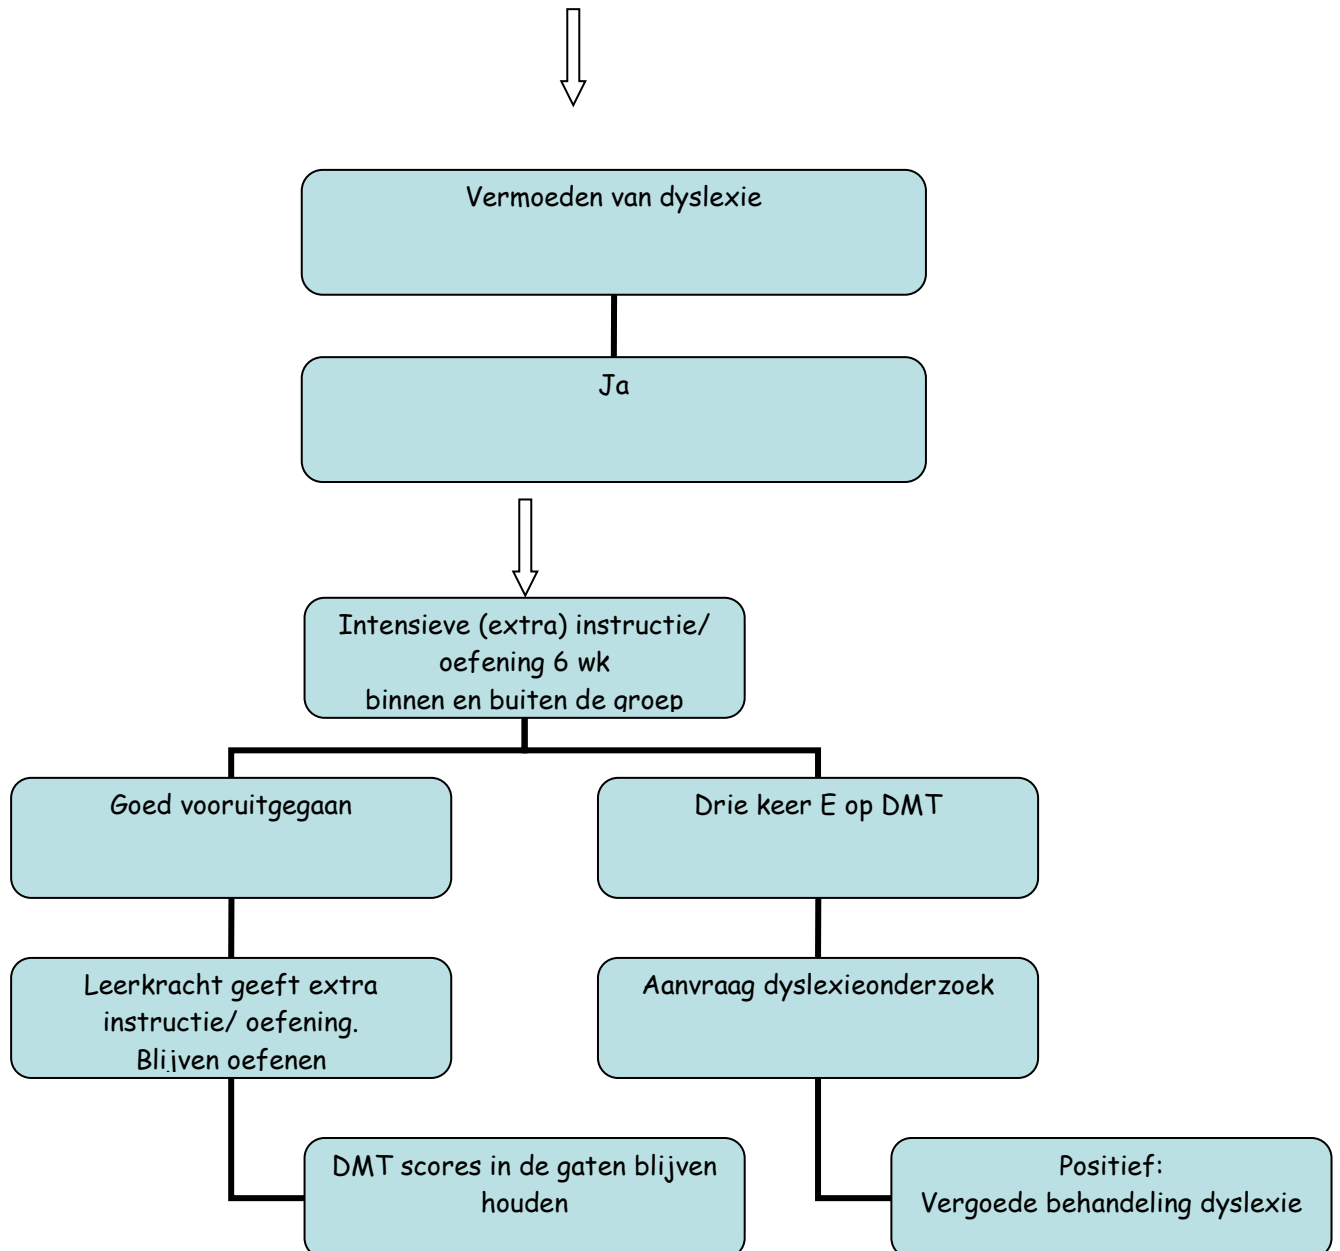 Vermoeden van dyslexie
Ja
Intensieve (extra) instructie/
oefening 6 wk
binnen en buiten de groep
Goed vooruitgegaan
Drie keer E op DMT
Leerkracht geeft extra
instructie/ oefening.
Blijven oefenen
Aanvraag dyslexieonderzoek
DMT scores in de gaten blijven
houden
Positief:
Vergoede behandeling dyslexie